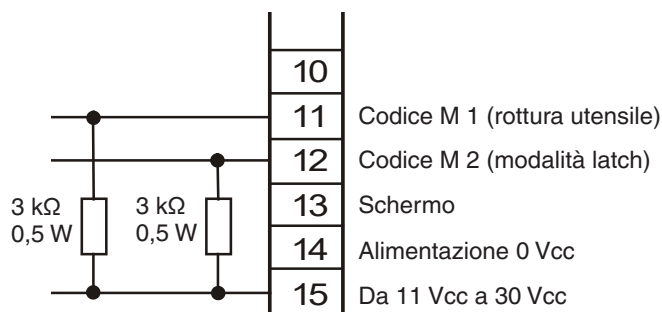 10
11 Codice M 1 (rottura utensile)
12 Codice M 2 (modalità latch)
3 kΩ 3 kΩ 13 Schermo
0,5 W 0,5 W
14 Alimentazione 0 Vcc
15 Da 11 Vcc a 30 Vcc